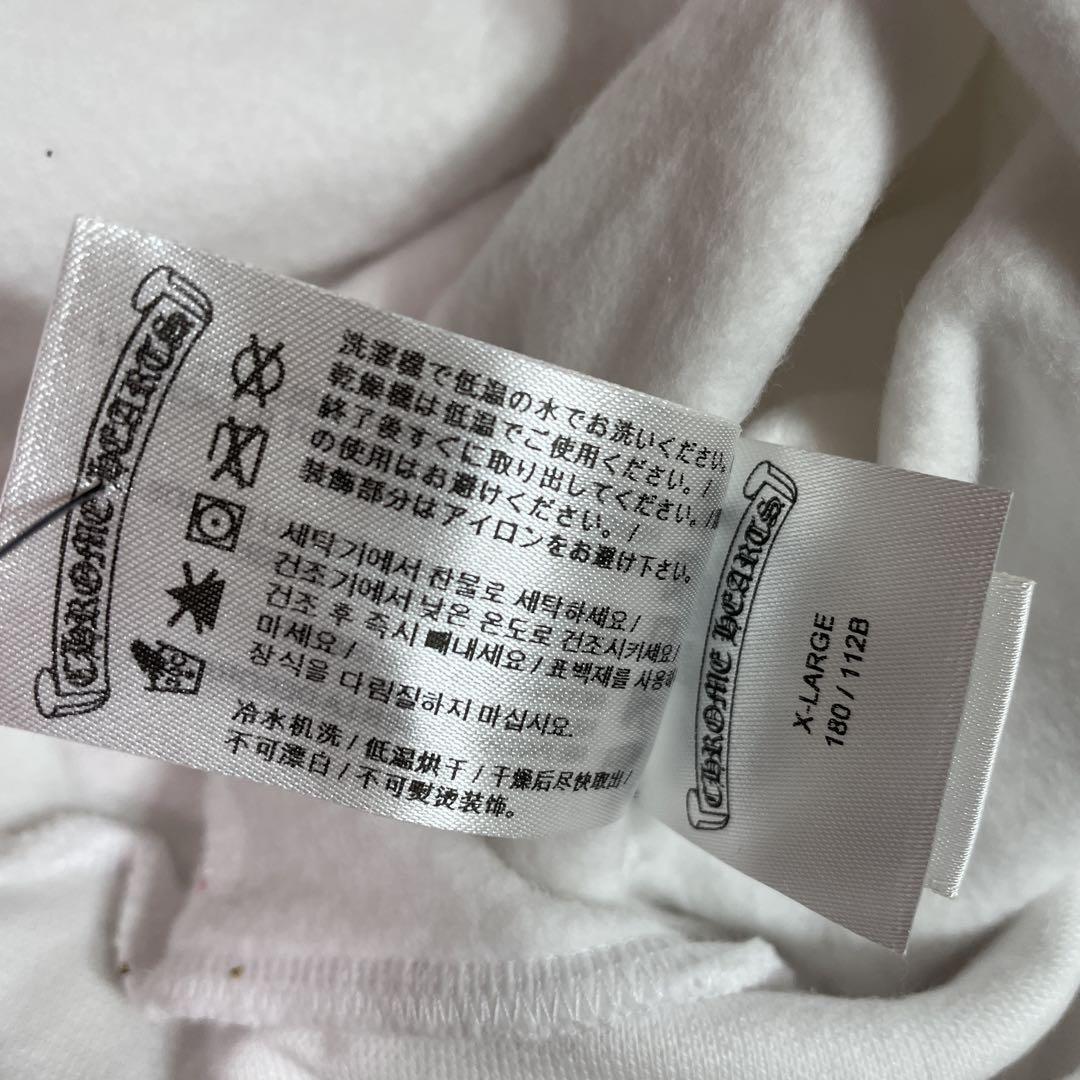 CHROME HEARTS
洗濯機で低温の水でお洗いください。
乾燥機は低温でご使用ください。/
終了後すぐに取り出してください。/
の使用はお避けください。/
装飾部分はアイロンをお避け下さい。
세탁기에서 찬물로 세탁하세요/
건조기에서 낮은 온도로 건조시키세요/
건조 후 즉시 빼내세요/표백제를 사용하
미세요/
장식을 다림질하지 마십시요.
冷水机洗/低温烘干/干燥后尽快取出/
不可漂白/不可熨烫装饰。
CHROME HEARTS
X-LARGE
180/112B